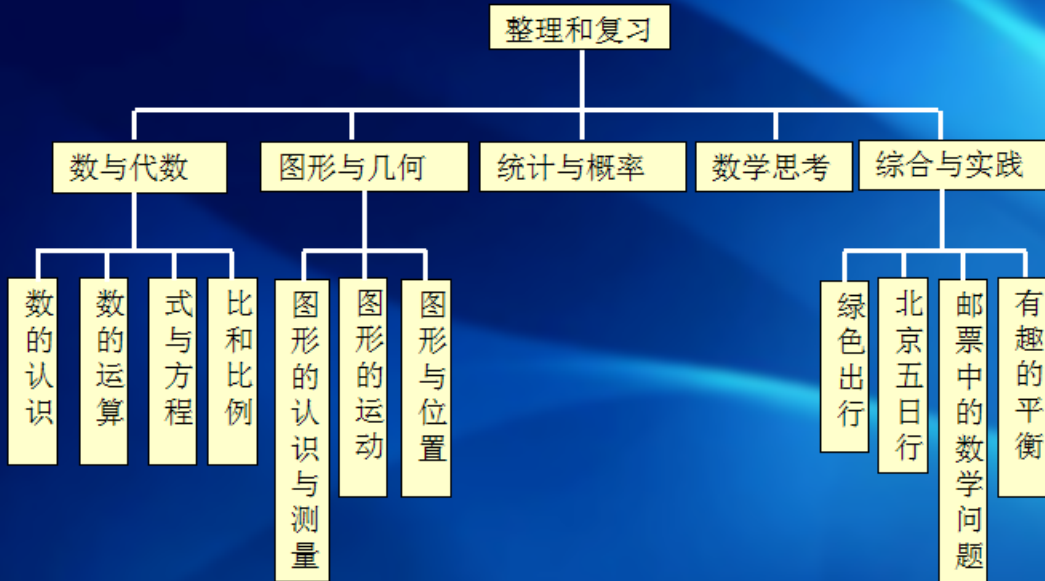 整理和复习
数与代数
图形与几何
统计与概率
数学思考
综合与实践
数的认识
数的运算
式与方程
比和比例
图形的认识与测量
图形的运动
图形与位置
绿色出行
北京五日行
邮票中的数学问题
有趣的平衡